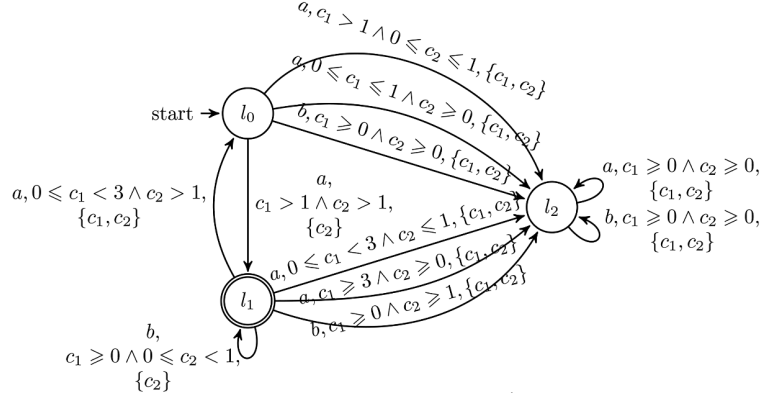 a, c₁ > 1 ∧ 0 ⩽ c₂ ⩽ 1, {c₁, c₂}
a, 0 ⩽ c₁ ⩽ 1 ∧ c₂ ⩾ 0, {c₁, c₂}
b, c₁ ⩾ 0 ∧ c₂ ⩾ 0, {c₁, c₂}
start
l₀
a, 0 ⩽ c₁ < 3 ∧ c₂ > 1,
{c₁, c₂}
a,
c₁ > 1 ∧ c₂ > 1,
{c₂}
l₂
a, c₁ ⩾ 0 ∧ c₂ ⩾ 0,
{c₁, c₂}
b, c₁ ⩾ 0 ∧ c₂ ⩾ 0,
{c₁, c₂}
a, 0 ⩽ c₁ < 3 ∧ c₂ ⩽ 1, {c₁, c₂}
a, c₁ ⩾ 3 ∧ c₂ ⩾ 0, {c₁, c₂}
b, c₁ ⩾ 0 ∧ c₂ ⩾ 1, {c₁, c₂}
l₁
b,
c₁ ⩾ 0 ∧ 0 ⩽ c₂ < 1,
{c₂}